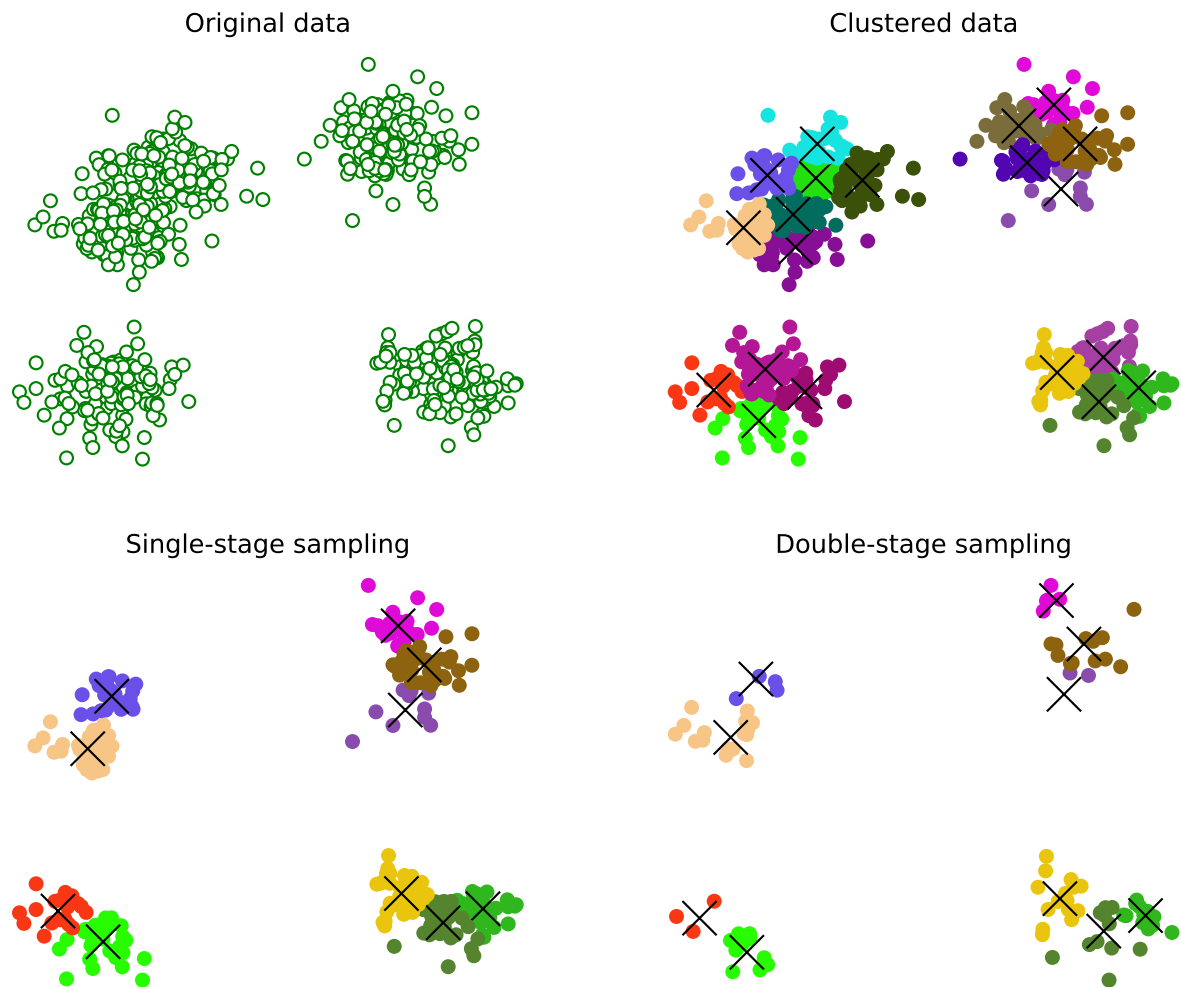 Original data
Clustered data
Single-stage sampling
Double-stage sampling